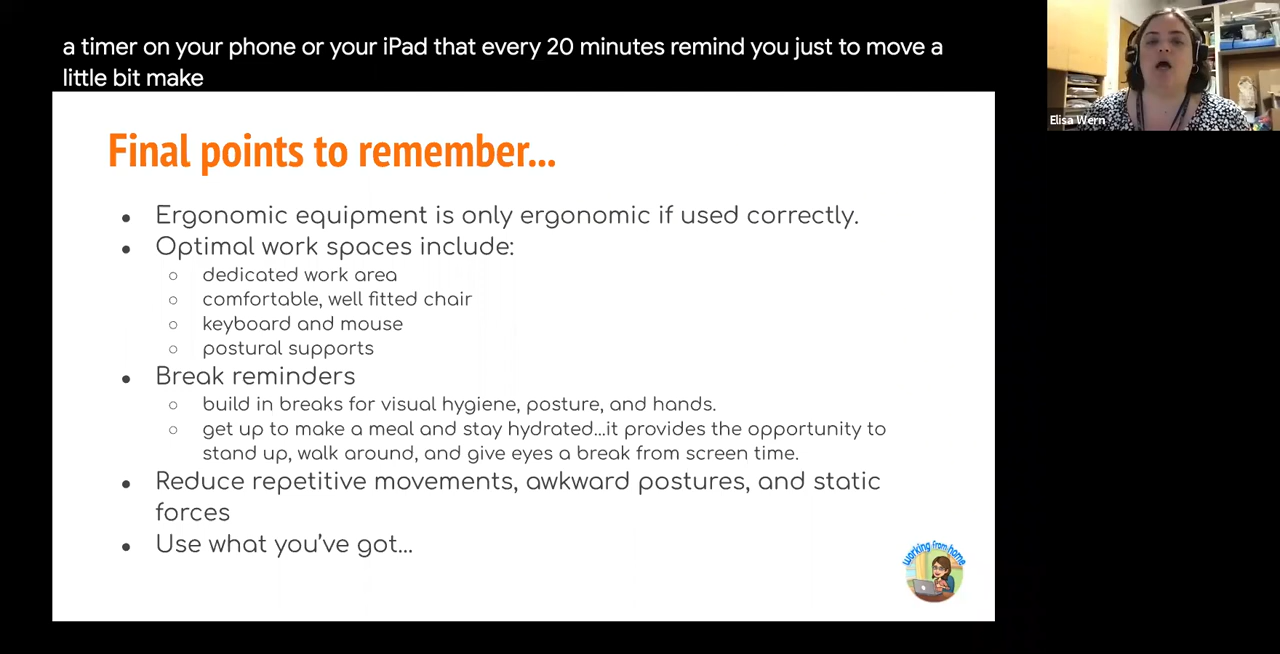 a timer on your phone or your iPad that every 20 minutes remind you just to move a
little bit make
Elisa Wern
Final points to remember...
● Ergonomic equipment is only ergonomic if used correctly.
● Optimal work spaces include:
○ dedicated work area
○ comfortable, well fitted chair
○ keyboard and mouse
○ postural supports
● Break reminders
○ build in breaks for visual hygiene, posture, and hands.
○ get up to make a meal and stay hydrated...it provides the opportunity to
stand up, walk around, and give eyes a break from screen time.
● Reduce repetitive movements, awkward postures, and static
forces
● Use what you've got...
working from home